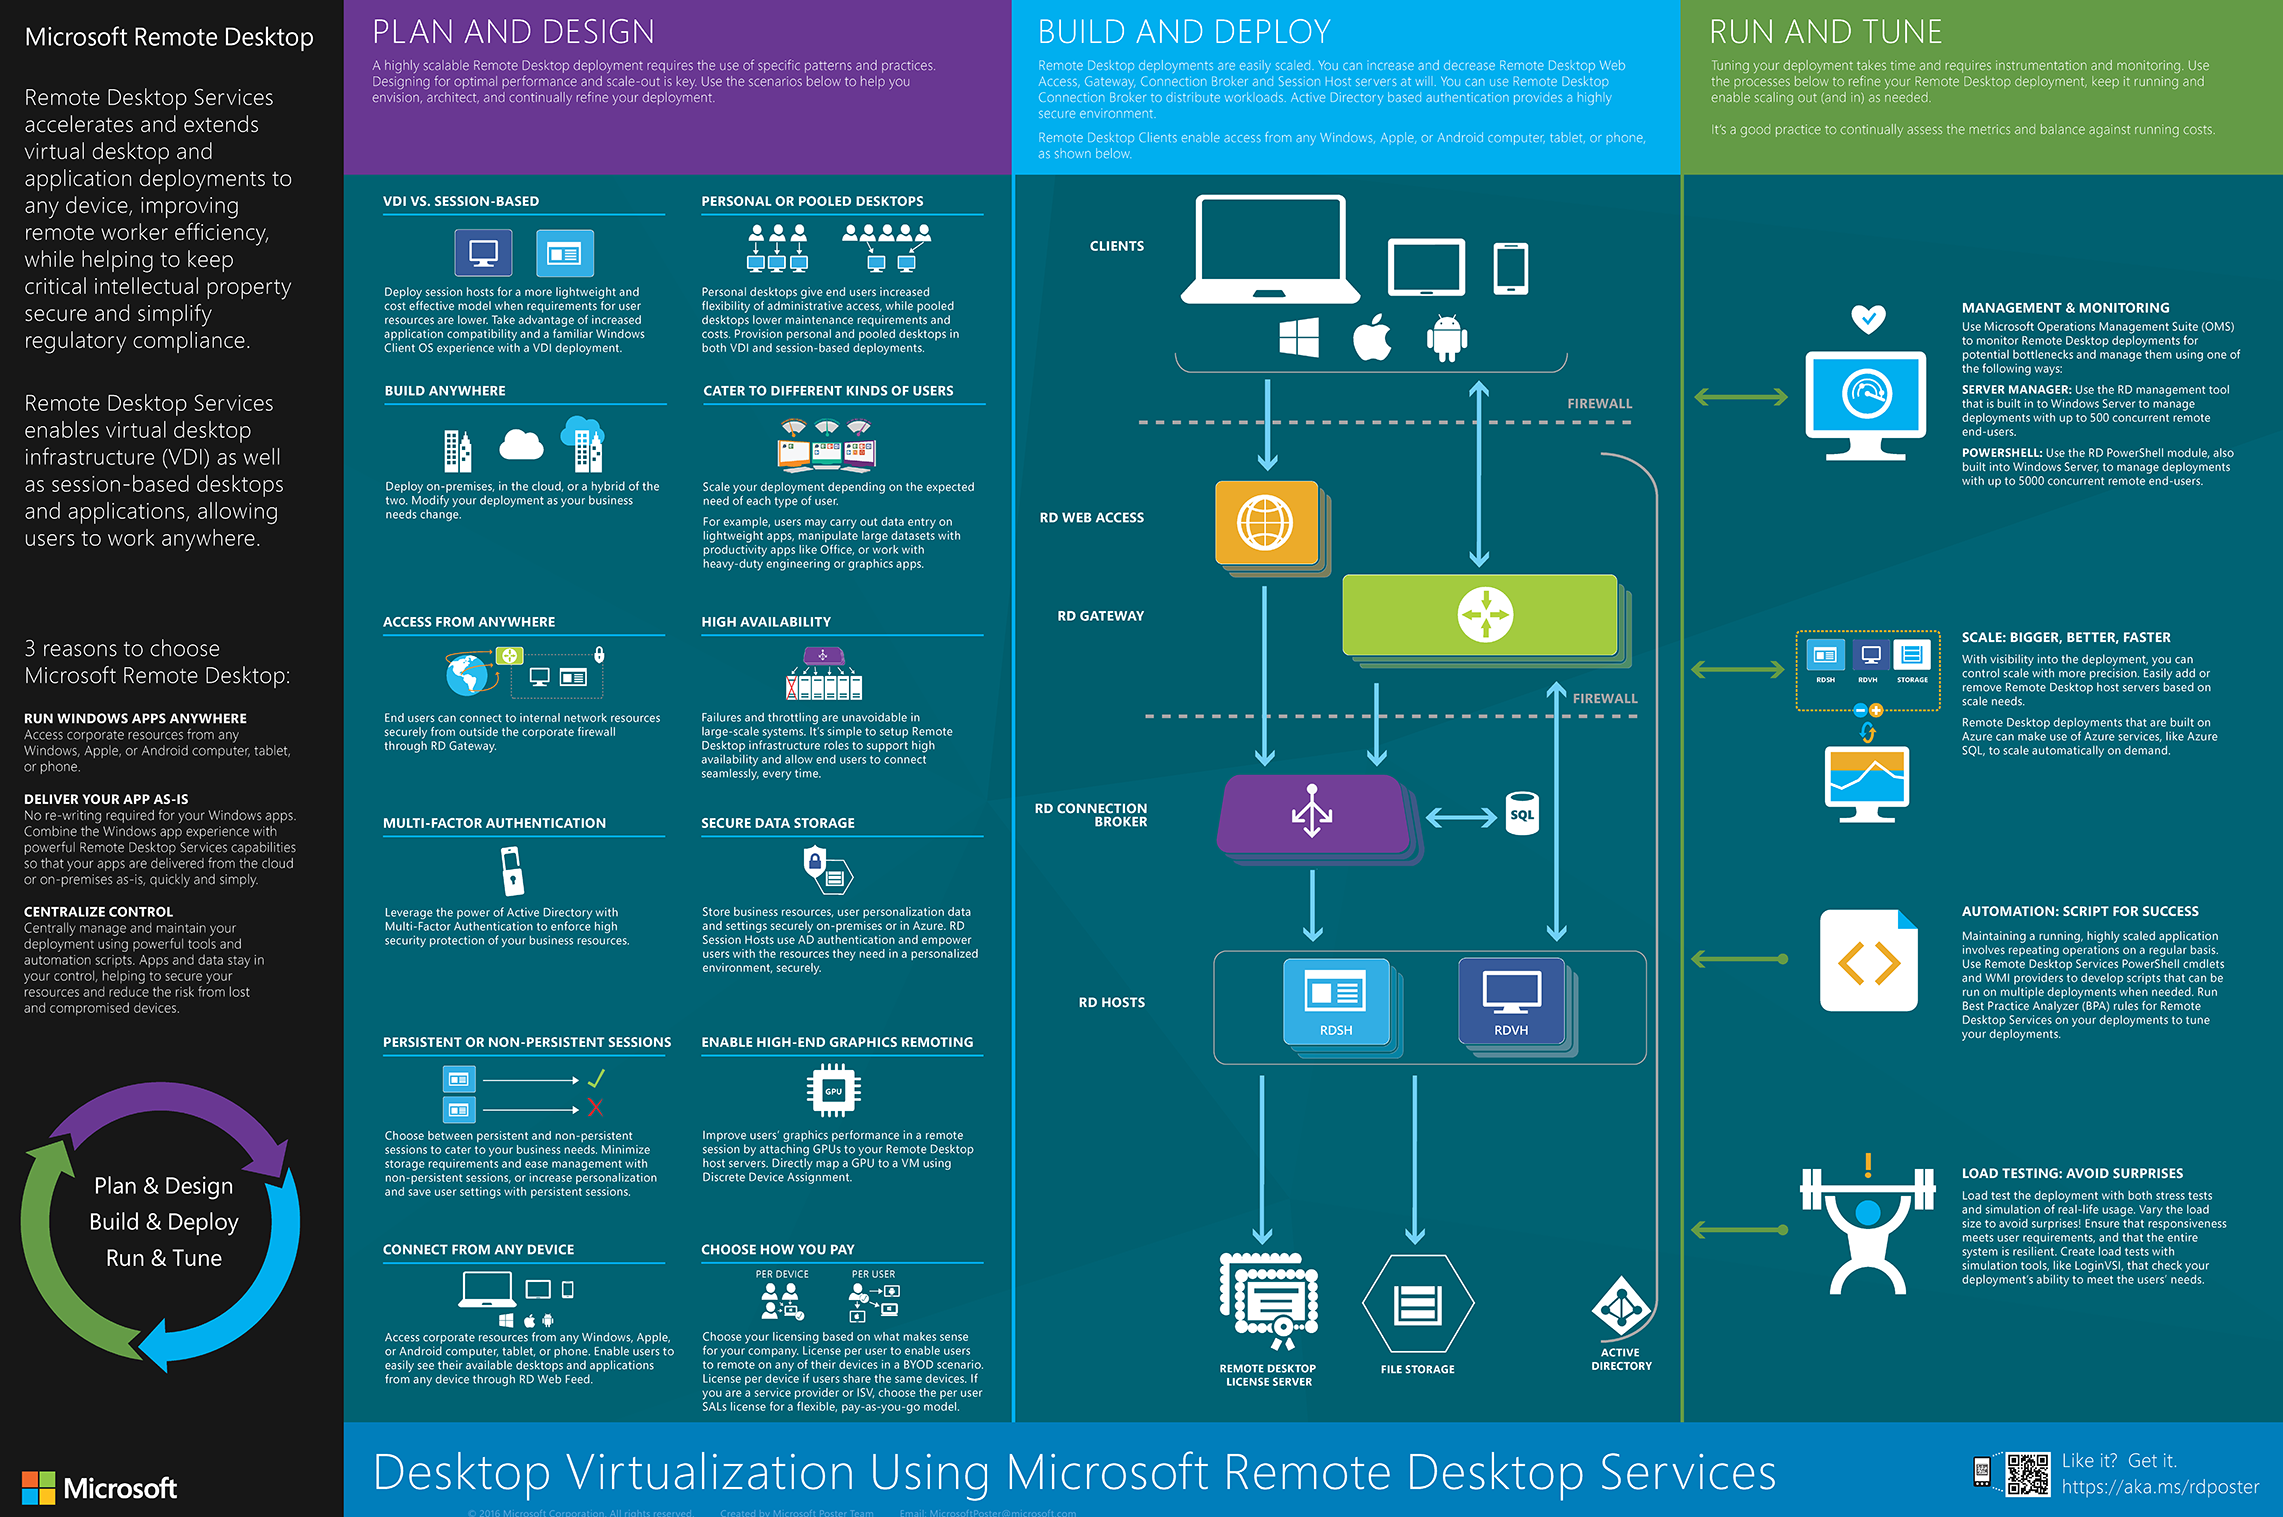 Microsoft Remote Desktop
Remote Desktop Services
accelerates and extends
virtual desktop and
application deployments to
any device, improving
remote worker efficiency,
while helping to keep
critical intellectual property
secure and simplify
regulatory compliance.
Remote Desktop Services
enables virtual desktop
infrastructure (VDI) as well
as session-based desktops
and applications, allowing
users to work anywhere.
3 reasons to choose
Microsoft Remote Desktop:
RUN WINDOWS APPS ANYWHERE
Access corporate resources from any
Windows, Apple, or Android computer, tablet,
or phone.
DELIVER YOUR APP AS-IS
No re-writing required for your Windows apps.
Combine the Windows app experience with
powerful Remote Desktop Services capabilities
so that your apps are delivered from the cloud
or on-premises as-is, quickly and simply.
CENTRALIZE CONTROL
Centrally manage and maintain your
deployment using powerful tools and
automation scripts. Apps and data stay in
your control, helping to secure your
resources and reduce the risk from lost
and compromised devices.
Plan & Design
Build & Deploy
Run & Tune
Microsoft
PLAN AND DESIGN
A highly scalable Remote Desktop deployment requires the use of specific patterns and practices.
Designing for optimal performance and scale-out is key. Use the scenarios below to help you
envision, architect, and continually refine your deployment.
VDI VS. SESSION-BASED
Deploy session hosts for a more lightweight and
cost effective model when requirements for user
resources are lower. Take advantage of increased
application compatibility and a familiar Windows
Client OS experience with a VDI deployment.
PERSONAL OR POOLED DESKTOPS
Personal desktops give end users increased
flexibility of administrative access, while pooled
desktops lower maintenance requirements and
costs. Provision personal and pooled desktops in
both VDI and session-based deployments.
BUILD ANYWHERE
Deploy on-premises, in the cloud, or a hybrid of the
two. Modify your deployment as your business
needs change.
CATER TO DIFFERENT KINDS OF USERS
Scale your deployment depending on the expected
need of each type of user.
For example, users may carry out data entry on
lightweight apps, manipulate large datasets with
productivity apps like Office, or work with
heavy-duty engineering or graphics apps.
ACCESS FROM ANYWHERE
End users can connect to internal network resources
securely from outside the corporate firewall
through RD Gateway.
HIGH AVAILABILITY
Failures and throttling are unavoidable in
large-scale systems. It's simple to setup Remote
Desktop infrastructure roles to support high
availability and allow end users to connect
seamlessly, every time.
MULTI-FACTOR AUTHENTICATION
Leverage the power of Active Directory with
Multi-Factor Authentication to enforce high
security protection of your business resources.
SECURE DATA STORAGE
Store business resources, user personalization data
and settings securely on-premises or in Azure. RD
Session Hosts use AD authentication and empower
users with the resources they need in a personalized
environment, securely.
PERSISTENT OR NON-PERSISTENT SESSIONS
Choose between persistent and non-persistent
sessions to cater to your business needs. Minimize
storage requirements and ease management with
non-persistent sessions, or increase personalization
and save user settings with persistent sessions.
ENABLE HIGH-END GRAPHICS REMOTING
GPU
Improve users' graphics performance in a remote
session by attaching GPUs to your Remote Desktop
host servers. Directly map a GPU to a VM using
Discrete Device Assignment.
CONNECT FROM ANY DEVICE
Access corporate resources from any Windows, Apple,
or Android computer, tablet, or phone. Enable users to
easily see their available desktops and applications
from any device through RD Web Feed.
CHOOSE HOW YOU PAY
PER DEVICE PER USER
Choose your licensing based on what makes sense
for your company. License per user to enable users
to remote on any of their devices in a BYOD scenario.
License per device if users share the same devices. If
you are a service provider or ISV, choose the per user
SALs license for a flexible, pay-as-you-go model.
BUILD AND DEPLOY
Remote Desktop deployments are easily scaled. You can increase and decrease Remote Desktop Web
Access, Gateway, Connection Broker and Session Host servers at will. You can use Remote Desktop
Connection Broker to distribute workloads. Active Directory based authentication provides a highly
secure environment.
Remote Desktop Clients enable access from any Windows, Apple, or Android computer, tablet, or phone,
as shown below.
CLIENTS
FIREWALL
RD WEB ACCESS
RD GATEWAY
FIREWALL
RD CONNECTION
BROKER
SQL
RD HOSTS
RDSH
RDVH
REMOTE DESKTOP
LICENSE SERVER
FILE STORAGE
ACTIVE
DIRECTORY
RUN AND TUNE
Tuning your deployment takes time and requires instrumentation and monitoring. Use
the processes below to refine your Remote Desktop deployment, keep it running and
enable scaling out (and in) as needed.
It's a good practice to continually assess the metrics and balance against running costs.
MANAGEMENT & MONITORING
Use Microsoft Operations Management Suite (OMS)
to monitor Remote Desktop deployments for
potential bottlenecks and manage them using one of
the following ways:
SERVER MANAGER: Use the RD management tool
that is built in to Windows Server to manage
deployments with up to 500 concurrent remote
end-users.
POWERSHELL: Use the RD PowerShell module, also
built into Windows Server, to manage deployments
with up to 5000 concurrent remote end-users.
RDSH RDVH STORAGE
SCALE: BIGGER, BETTER, FASTER
With visibility into the deployment, you can
control scale with more precision. Easily add or
remove Remote Desktop host servers based on
scale needs.
Remote Desktop deployments that are built on
Azure can make use of Azure services, like Azure
SQL, to scale automatically on demand.
AUTOMATION: SCRIPT FOR SUCCESS
Maintaining a running, highly scaled application
involves repeating operations on a regular basis.
Use Remote Desktop Services PowerShell cmdlets
and WMI providers to develop scripts that can be
run on multiple deployments when needed. Run
Best Practice Analyzer (BPA) rules for Remote
Desktop Services on your deployments to tune
your deployments.
LOAD TESTING: AVOID SURPRISES
Load test the deployment with both stress tests
and simulation of real-life usage. Vary the load
size to avoid surprises! Ensure that responsiveness
meets user requirements, and that the entire
system is resilient. Create load tests with
simulation tools, like LoginVSI, that check your
deployment's ability to meet the users' needs.
Desktop Virtualization Using Microsoft Remote Desktop Services
Like it? Get it.
https://aka.ms/rdposter
© 2016 Microsoft Corporation. All rights reserved. Created by Microsoft Poster Team Email: MicrosoftPoster@microsoft.com